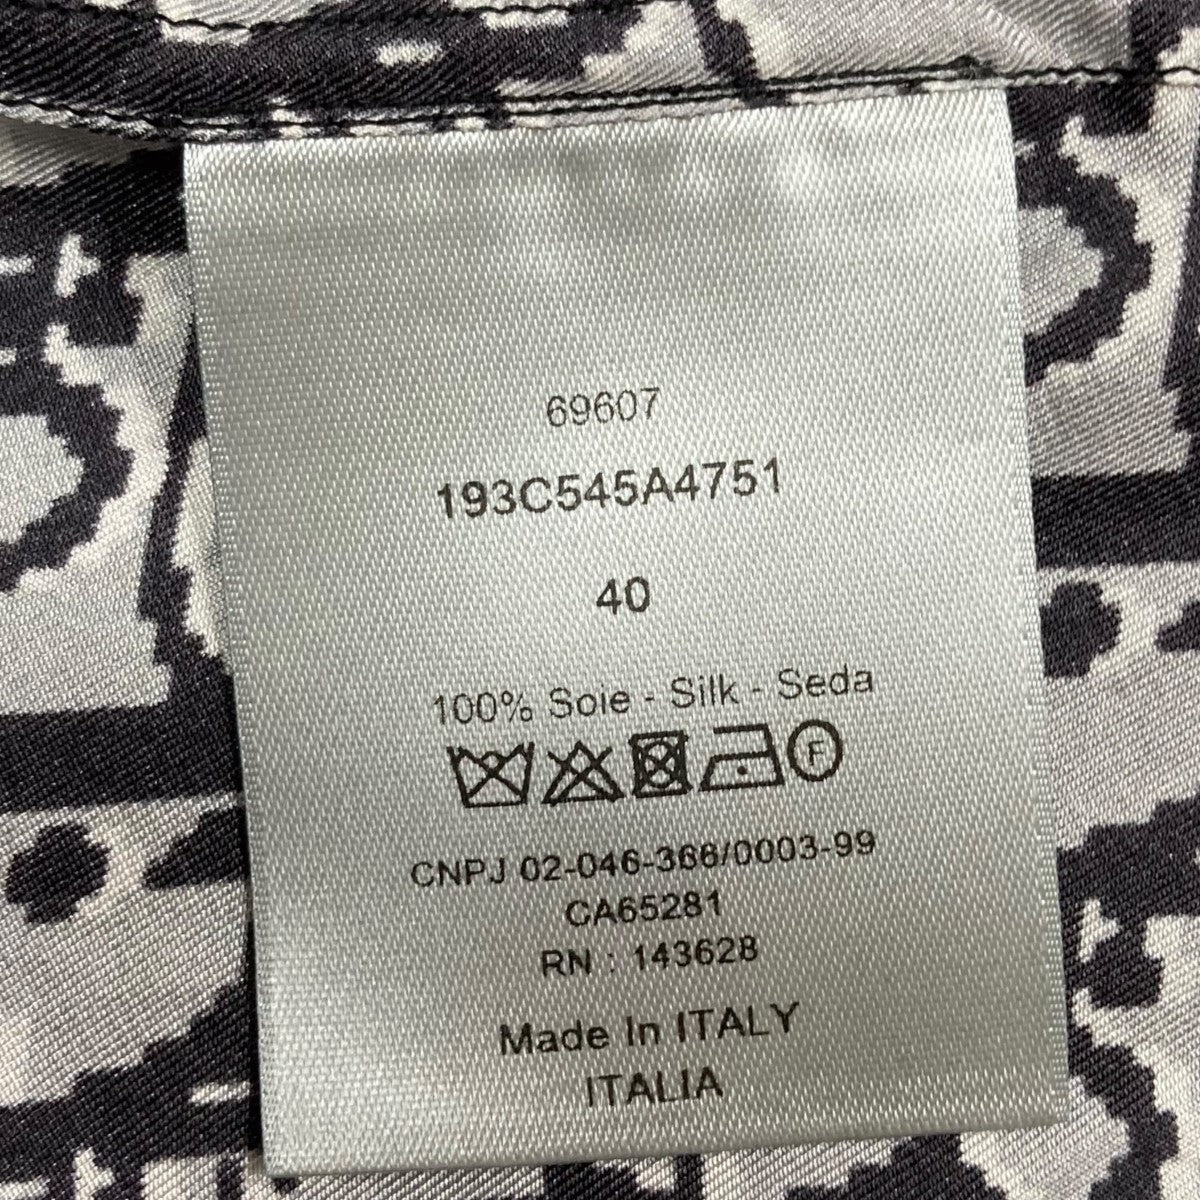 69607
193C545A4751
40
100% Soie - Silk - Seda
F
CNPJ 02-046-366/0003-99
CA65281
RN : 143628
Made In ITALY
ITALIA